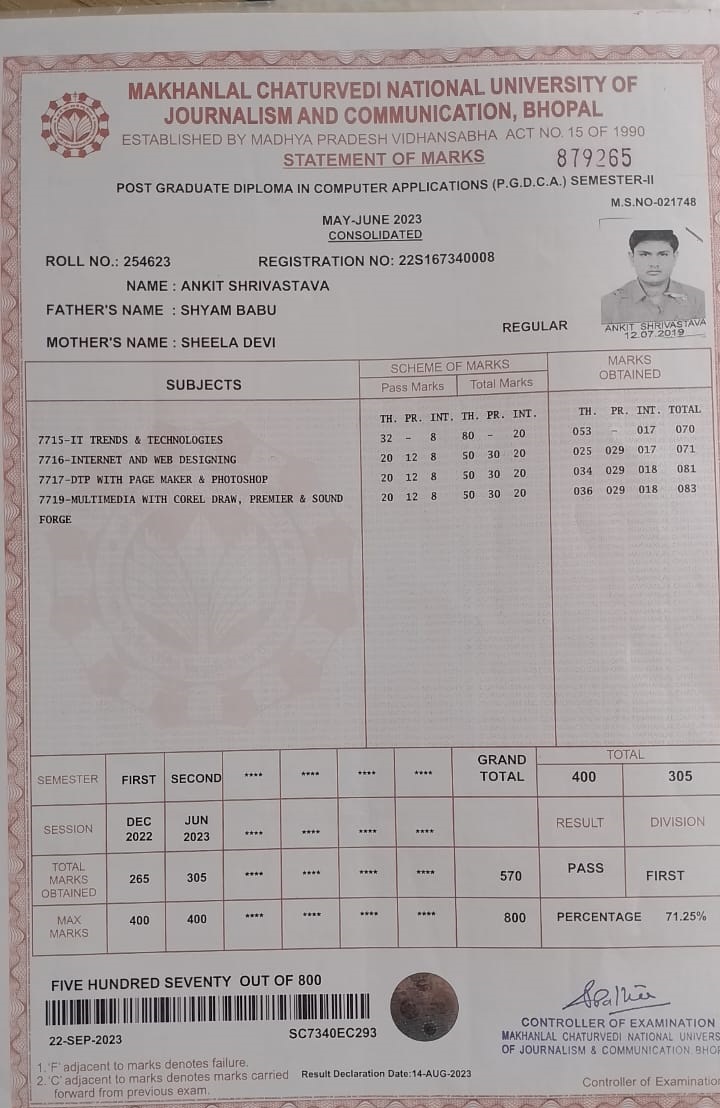 MAKHANLAL CHATURVEDI NATIONAL UNIVERSITY OF
JOURNALISM AND COMMUNICATION, BHOPAL
ESTABLISHED BY MADHYA PRADESH VIDHANSABHA ACT NO. 15 OF 1990
STATEMENT OF MARKS 879265
POST GRADUATE DIPLOMA IN COMPUTER APPLICATIONS (P.G.D.C.A.) SEMESTER-II
M.S.NO-021748
MAY-JUNE 2023
CONSOLIDATED
ROLL NO.: 254623 REGISTRATION NO: 22S167340008
NAME : ANKIT SHRIVASTAVA
FATHER'S NAME : SHYAM BABU
MOTHER'S NAME : SHEELA DEVI
REGULAR
ANKIT SHRIVASTAVA
12.07.2019
SUBJECTS SCHEME OF MARKS MARKS OBTAINED
Pass Marks Total Marks
TH. PR. INT. TH. PR. INT. TH. PR. INT. TOTAL
7715-IT TRENDS & TECHNOLOGIES 32 - 8 80 - 20 053 - 017 070
7716-INTERNET AND WEB DESIGNING 20 12 8 50 30 20 025 029 017 071
7717-DTP WITH PAGE MAKER & PHOTOSHOP 20 12 8 50 30 20 034 029 018 081
7719-MULTIMEDIA WITH COREL DRAW, PREMIER & SOUND 20 12 8 50 30 20 036 029 018 083
FORGE
SEMESTER FIRST SECOND **** **** **** **** GRAND TOTAL TOTAL
400 305
SESSION DEC 2022 JUN 2023 **** **** **** **** RESULT DIVISION
TOTAL MARKS OBTAINED 265 305 **** **** **** **** 570 PASS FIRST
MAX MARKS 400 400 **** **** **** **** 800 PERCENTAGE 71.25%
FIVE HUNDRED SEVENTY OUT OF 800
22-SEP-2023 SC7340EC293
CONTROLLER OF EXAMINATION
MAKHANLAL CHATURVEDI NATIONAL UNIVERS
OF JOURNALISM & COMMUNICATION, BHOP
1. 'F' adjacent to marks denotes failure.
2. 'C' adjacent to marks denotes marks carried
forward from previous exam.
Result Declaration Date:14-AUG-2023
Controller of Examination